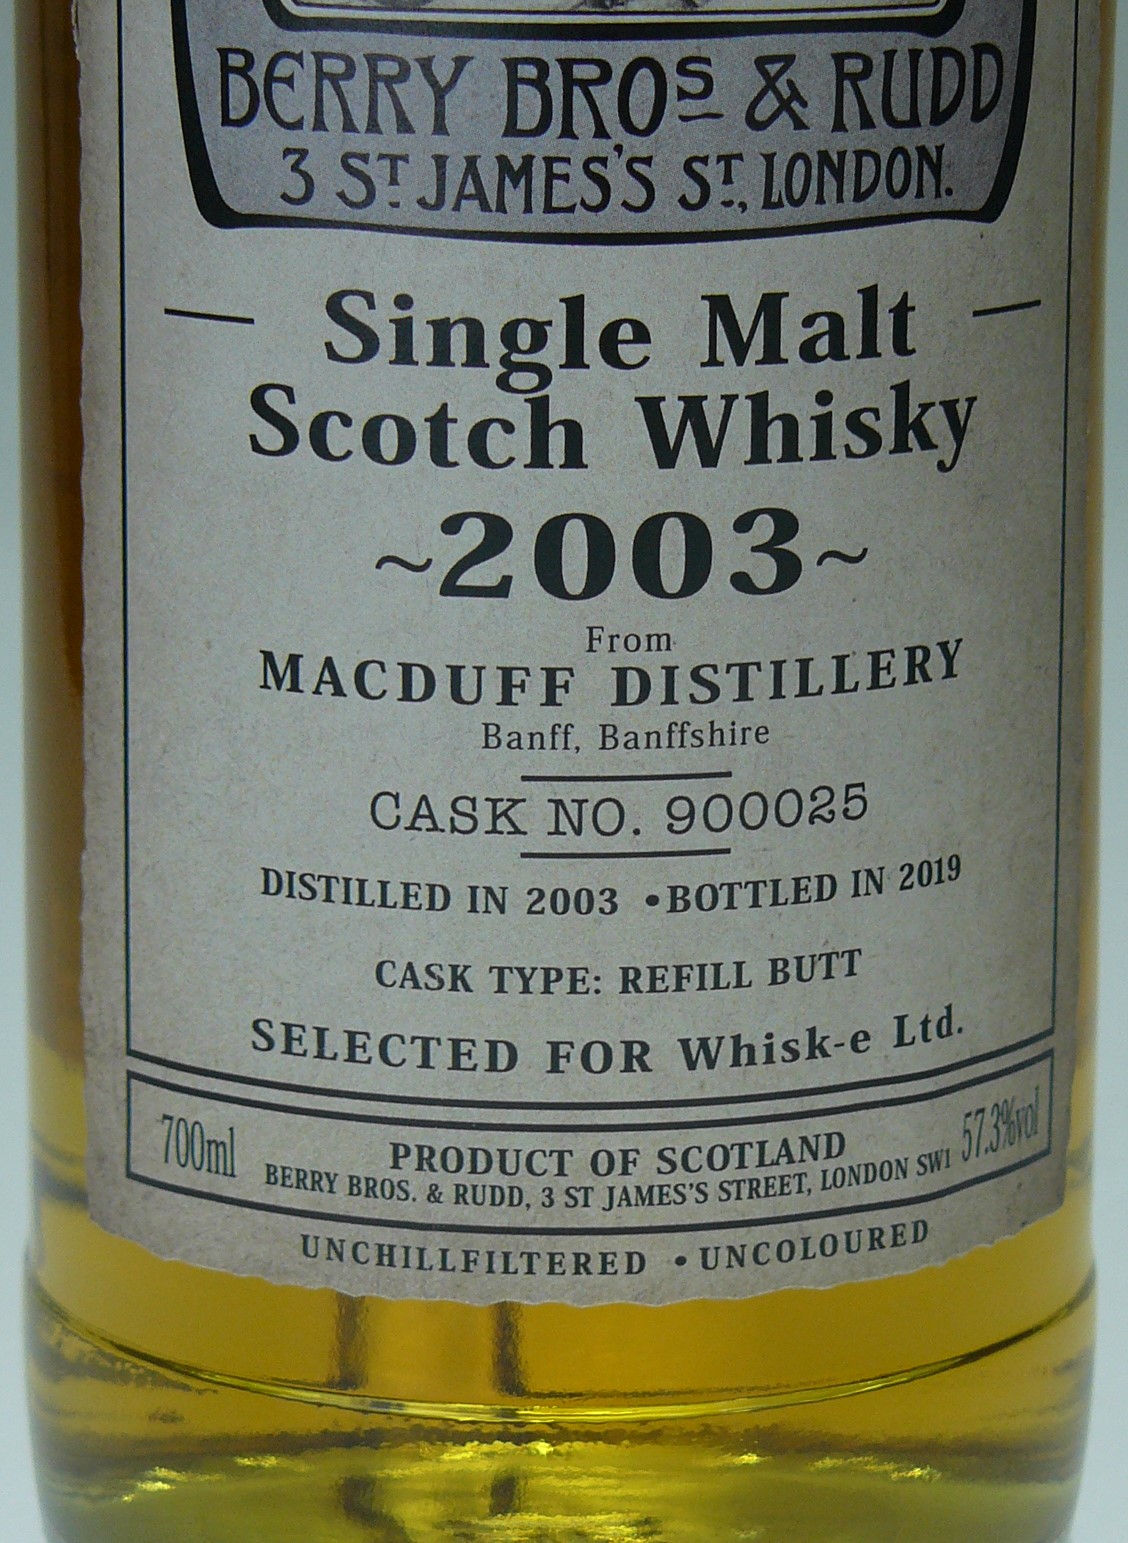 BERRY BROS & RUDD
3 ST. JAMES'S ST., LONDON.
Single Malt
Scotch Whisky
~2003~
From
MACDUFF DISTILLERY
Banff, Banffshire
CASK NO. 900025
DISTILLED IN 2003 •BOTTLED IN 2019
CASK TYPE: REFILL BUTT
SELECTED FOR Whisk-e Ltd.
700ml
PRODUCT OF SCOTLAND
57.3%vol
BERRY BROS. & RUDD, 3 ST JAMES'S STREET, LONDON SW1
UNCHILLFILTERED • UNCOLOURED